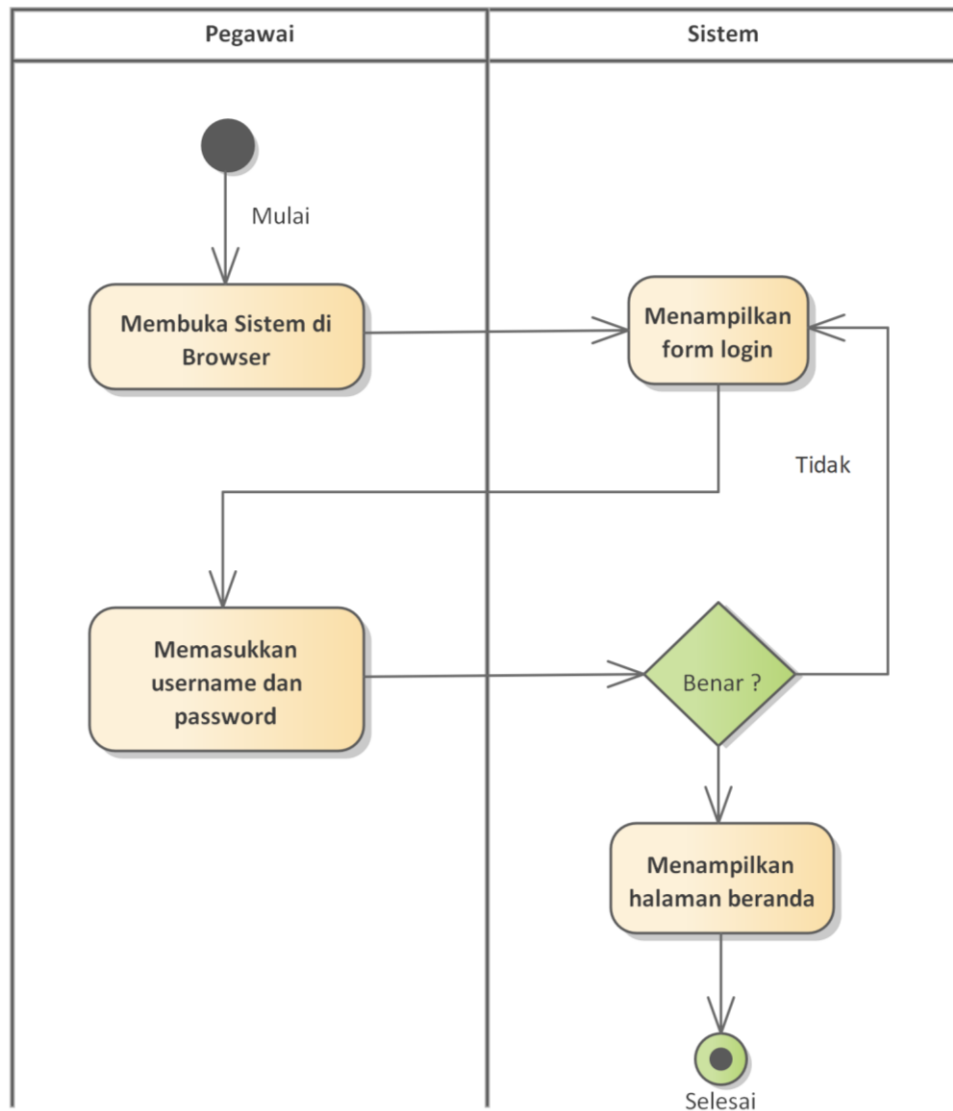 Pegawai
Sistem
Mulai
Membuka Sistem di
Browser
Menampilkan
form login
Tidak
Memasukkan
username dan
password
Benar ?
Menampilkan
halaman beranda
Selesai